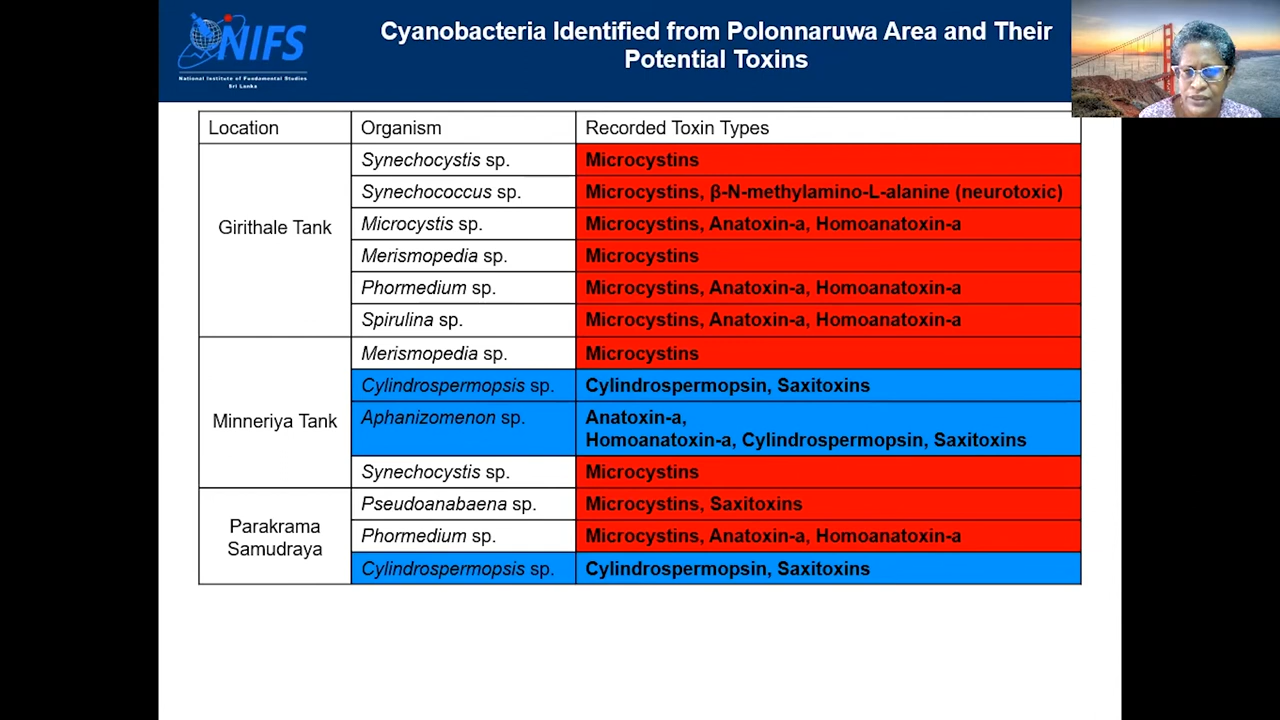 NIFS
National Institute of Fundamental Studies
Sri Lanka
Cyanobacteria Identified from Polonnaruwa Area and Their
Potential Toxins
Location Organism Recorded Toxin Types
Girithale Tank
Synechocystis sp. Microcystins
Synechococcus sp. Microcystins, β-N-methylamino-L-alanine (neurotoxic)
Microcystis sp. Microcystins, Anatoxin-a, Homoanatoxin-a
Merismopedia sp. Microcystins
Phormedium sp. Microcystins, Anatoxin-a, Homoanatoxin-a
Spirulina sp. Microcystins, Anatoxin-a, Homoanatoxin-a
Minneriya Tank
Merismopedia sp. Microcystins
Cylindrospermopsis sp. Cylindrospermopsin, Saxitoxins
Aphanizomenon sp. Anatoxin-a,
Homoanatoxin-a, Cylindrospermopsin, Saxitoxins
Synechocystis sp. Microcystins
Parakrama
Samudraya
Pseudoanabaena sp. Microcystins, Saxitoxins
Phormedium sp. Microcystins, Anatoxin-a, Homoanatoxin-a
Cylindrospermopsis sp. Cylindrospermopsin, Saxitoxins